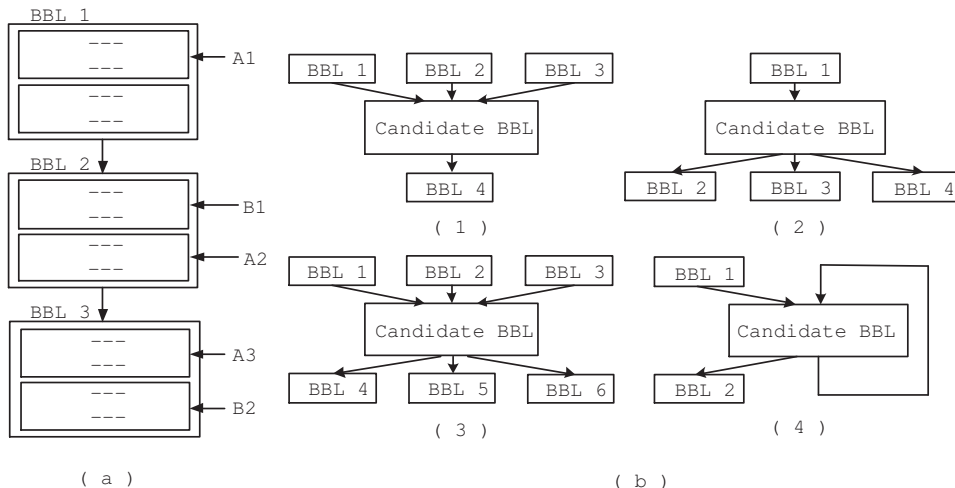 BBL 1
---
---
A1
---
---
BBL 2
---
---
B1
---
---
A2
BBL 3
---
---
A3
---
---
B2
( a )
BBL 1 BBL 2 BBL 3
Candidate BBL
BBL 4
( 1 )
BBL 1
Candidate BBL
BBL 2 BBL 3 BBL 4
( 2 )
BBL 1 BBL 2 BBL 3
Candidate BBL
BBL 4 BBL 5 BBL 6
( 3 )
BBL 1
Candidate BBL
BBL 2
( 4 )
( b )